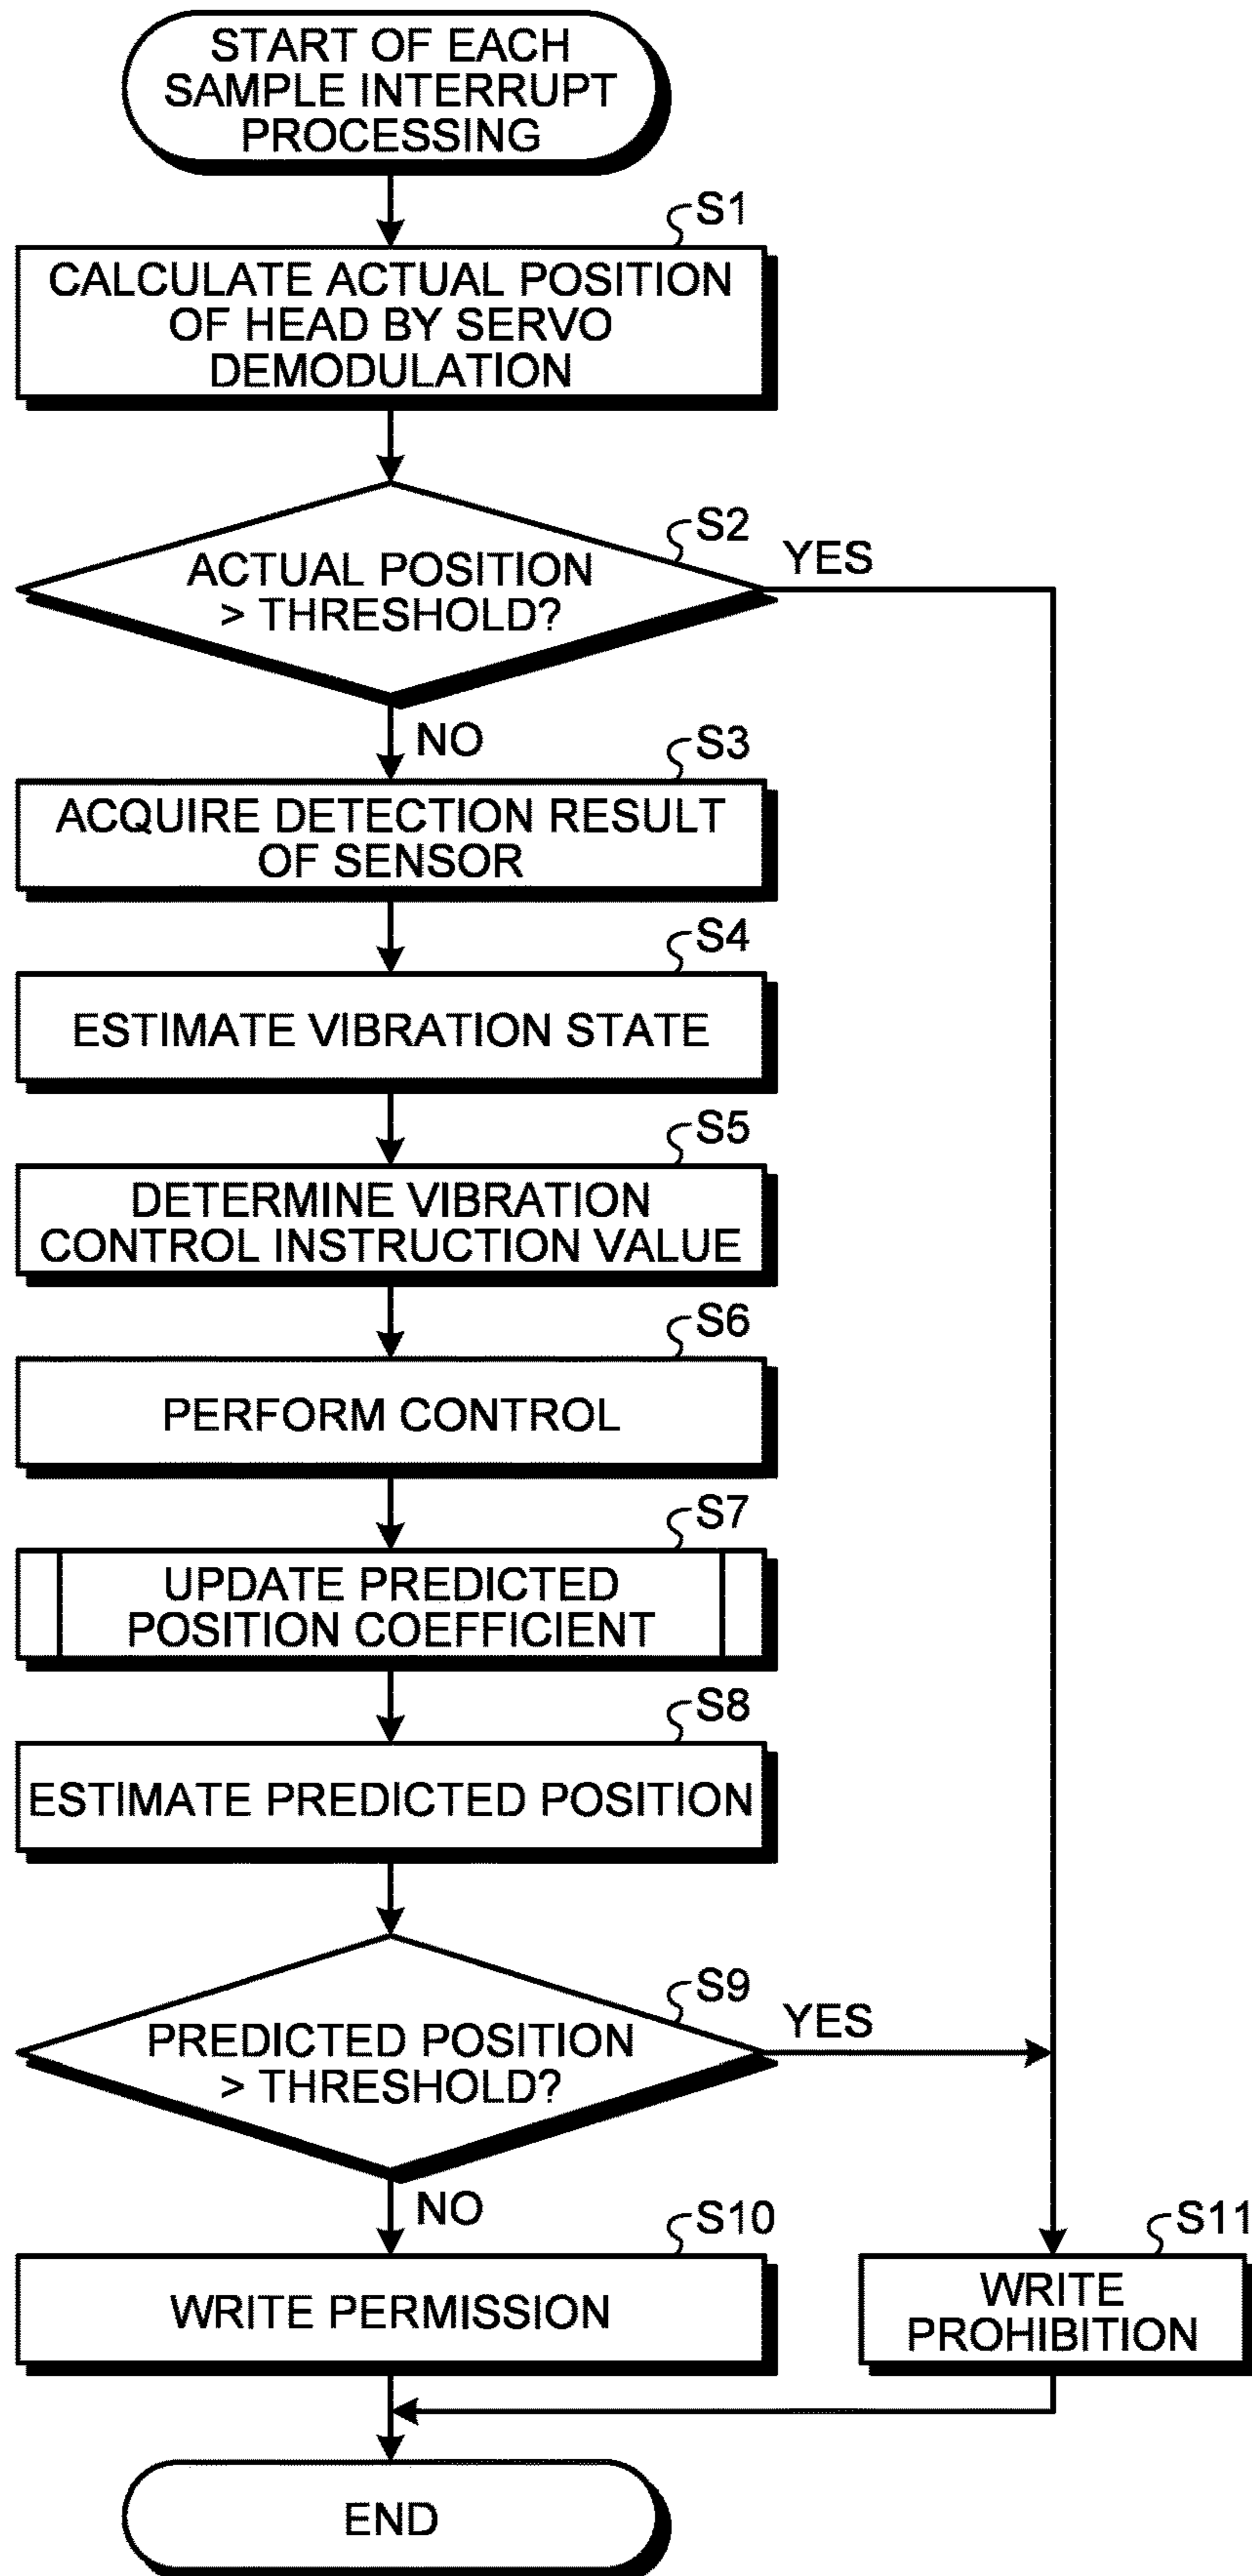 START OF EACH
SAMPLE INTERRUPT
PROCESSING
S1
CALCULATE ACTUAL POSITION
OF HEAD BY SERVO
DEMODULATION
S2
ACTUAL POSITION
> THRESHOLD?
YES
NO
S3
ACQUIRE DETECTION RESULT
OF SENSOR
S4
ESTIMATE VIBRATION STATE
S5
DETERMINE VIBRATION
CONTROL INSTRUCTION VALUE
S6
PERFORM CONTROL
S7
UPDATE PREDICTED
POSITION COEFFICIENT
S8
ESTIMATE PREDICTED POSITION
S9
PREDICTED POSITION
> THRESHOLD?
YES
NO
S10
WRITE PERMISSION
S11
WRITE
PROHIBITION
END